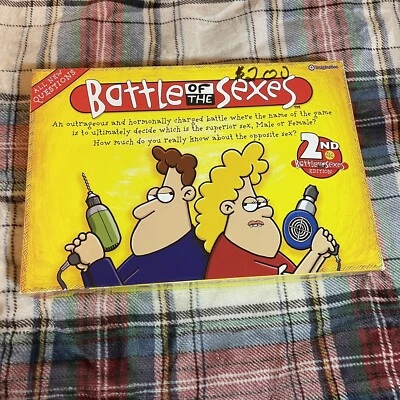 ALL NEW
QUESTIONS
$2.00
Imagination
Battle OF THE Sexes™
An outrageous and hormonally charged battle where the name of the game
is to ultimately decide which is the superior sex, Male or Female?
How much do you really know about the opposite sex?
2ND
Battle of the Sexes
EDITION